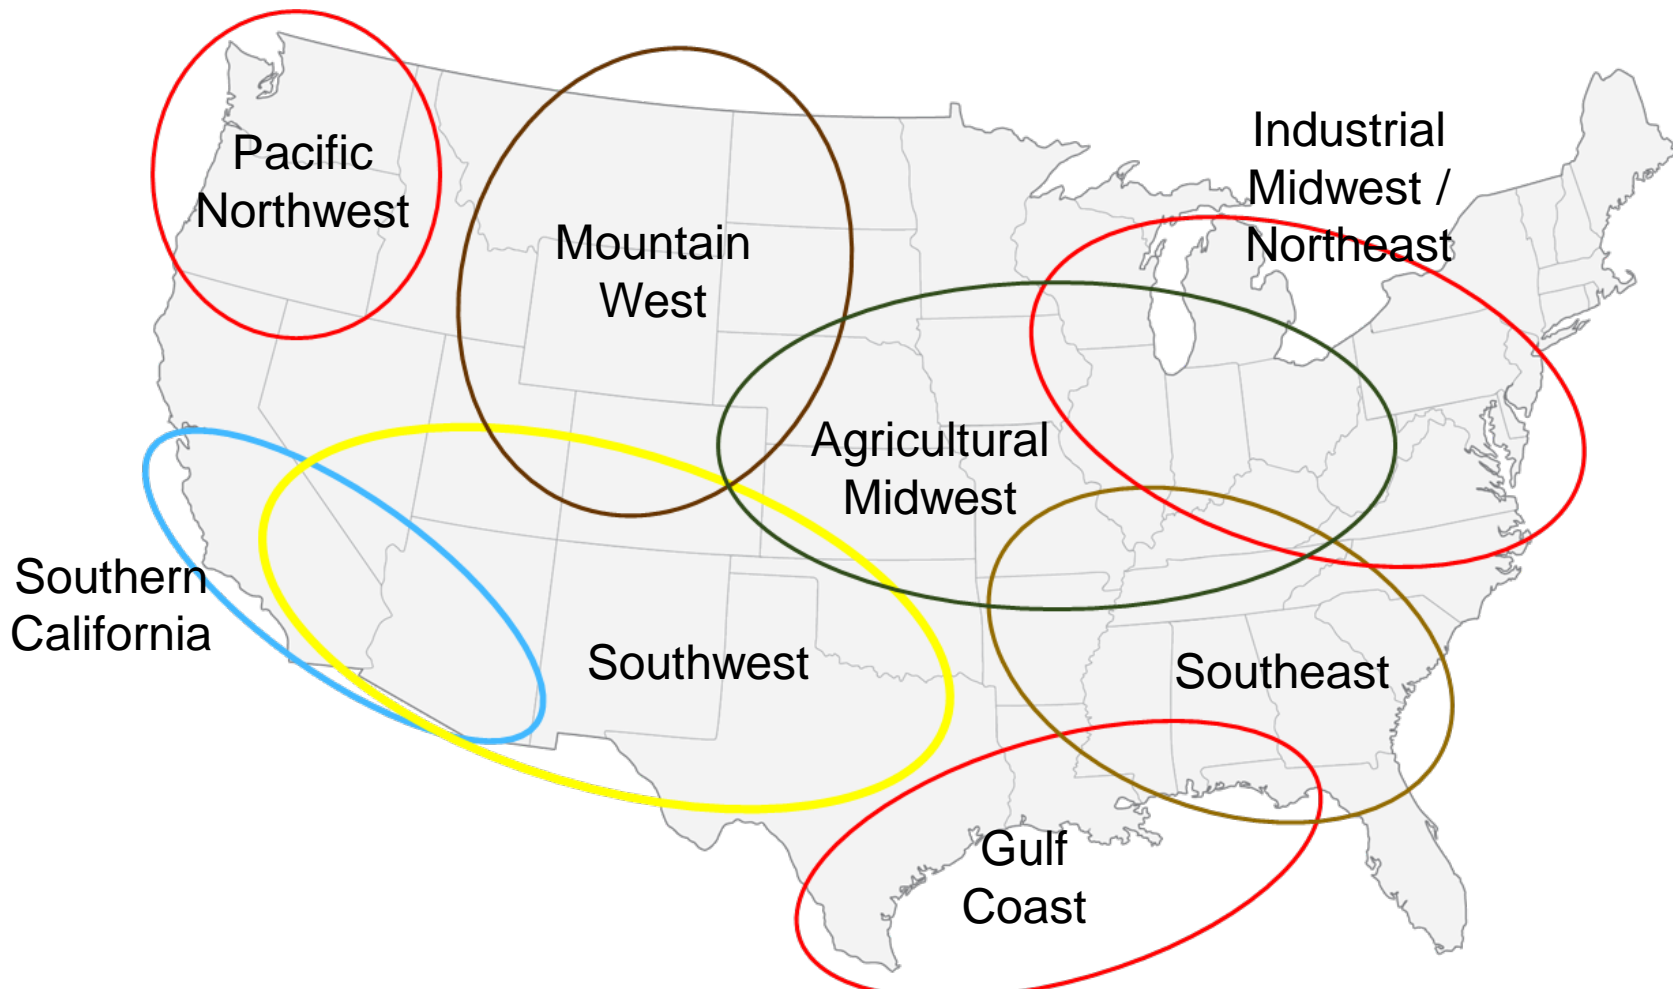 Pacific
Northwest
Mountain
West
Industrial
Midwest /
Northeast
Agricultural
Midwest
Southern
California
Southwest
Southeast
Gulf
Coast